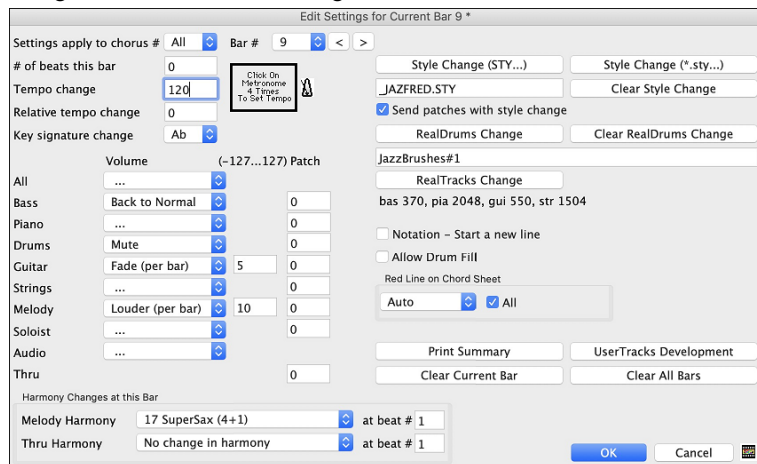 Edit Settings for Current Bar 9 *
Settings apply to chorus # All Bar # 9 < >
# of beats this bar 0
Tempo change 120
Relative tempo change 0
Key signature change Ab
Click On
Metronome
4 Times
To Set Tempo
Volume (-127...127) Patch
All ...
Bass Back to Normal 0
Piano ... 0
Drums Mute 0
Guitar Fade (per bar) 5 0
Strings ... 0
Melody Louder (per bar) 10 0
Soloist ... 0
Audio ...
Thru 0
Harmony Changes at this Bar
Melody Harmony 17 SuperSax (4+1) at beat # 1
Thru Harmony No change in harmony at beat # 1
Style Change (STY...) Style Change (*.sty...)
_JAZFRED.STY Clear Style Change
Send patches with style change
RealDrums Change Clear RealDrums Change
JazzBrushes#1
RealTracks Change
bas 370, pia 2048, gui 550, str 1504
Notation - Start a new line
Allow Drum Fill
Red Line on Chord Sheet
Auto All
Print Summary UserTracks Development
Clear Current Bar Clear All Bars
OK Cancel